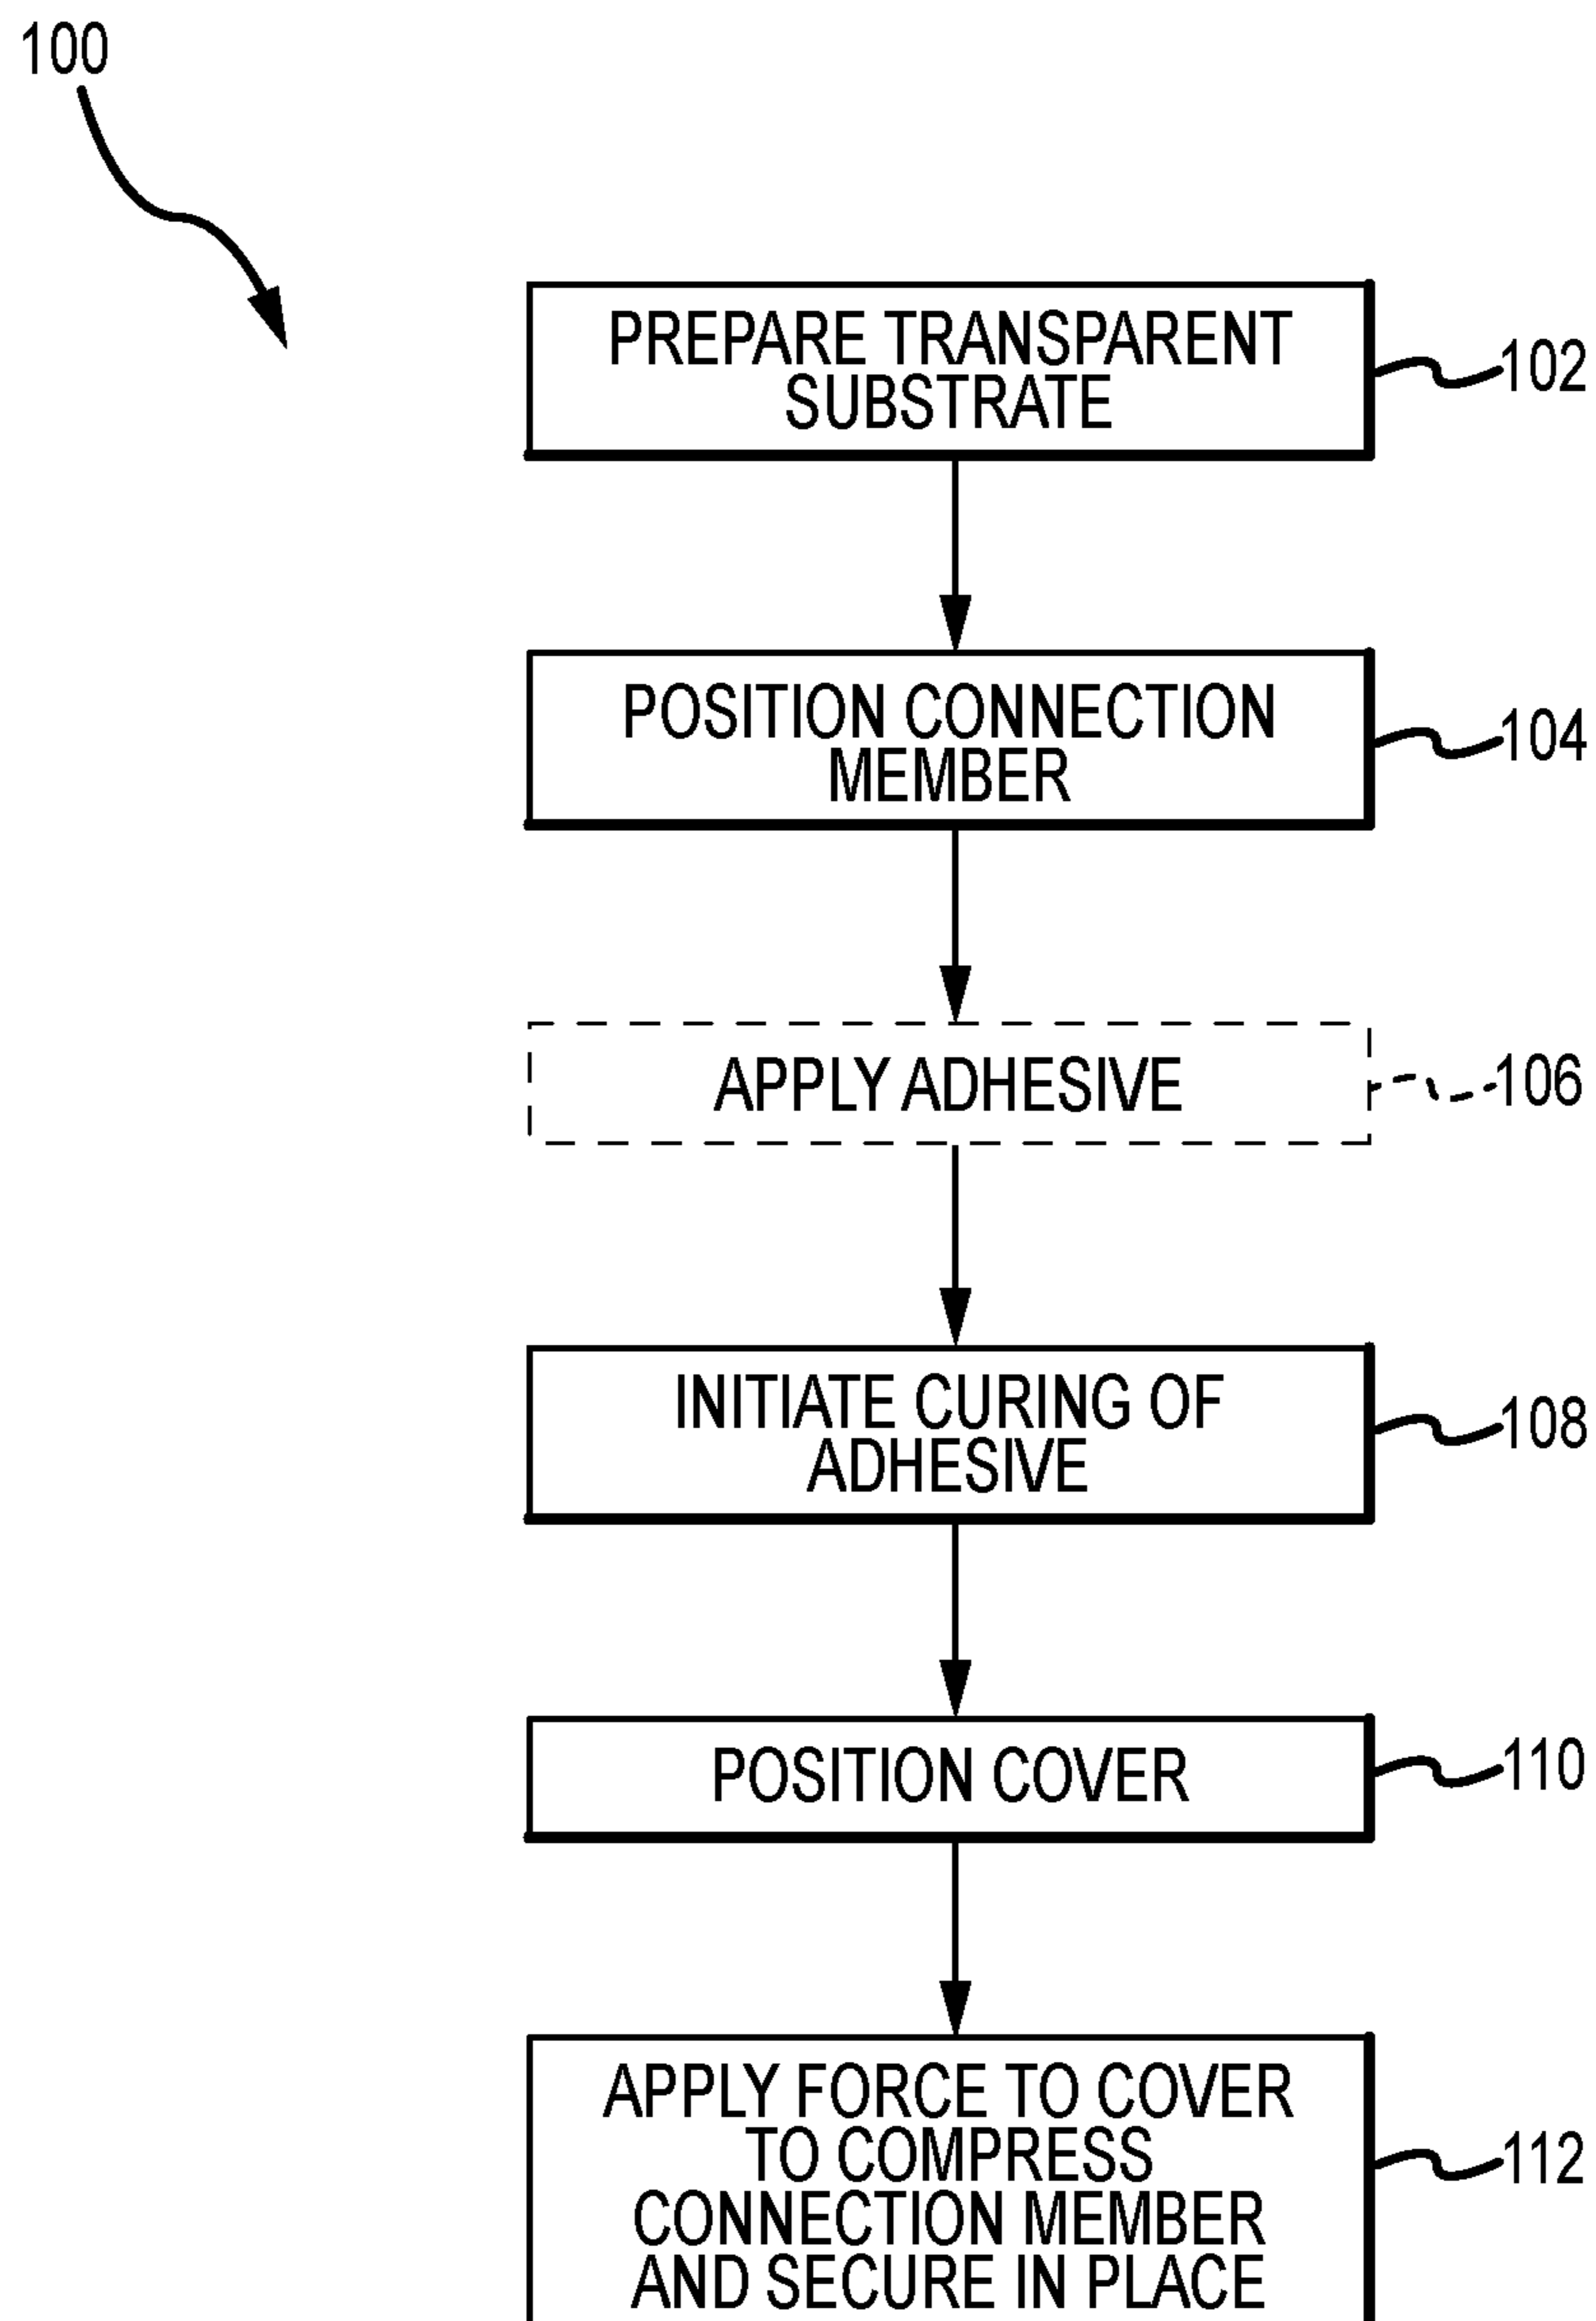 100
PREPARE TRANSPARENT
SUBSTRATE
102
POSITION CONNECTION
MEMBER
104
APPLY ADHESIVE
106
INITIATE CURING OF
ADHESIVE
108
POSITION COVER
110
APPLY FORCE TO COVER
TO COMPRESS
CONNECTION MEMBER
AND SECURE IN PLACE
112